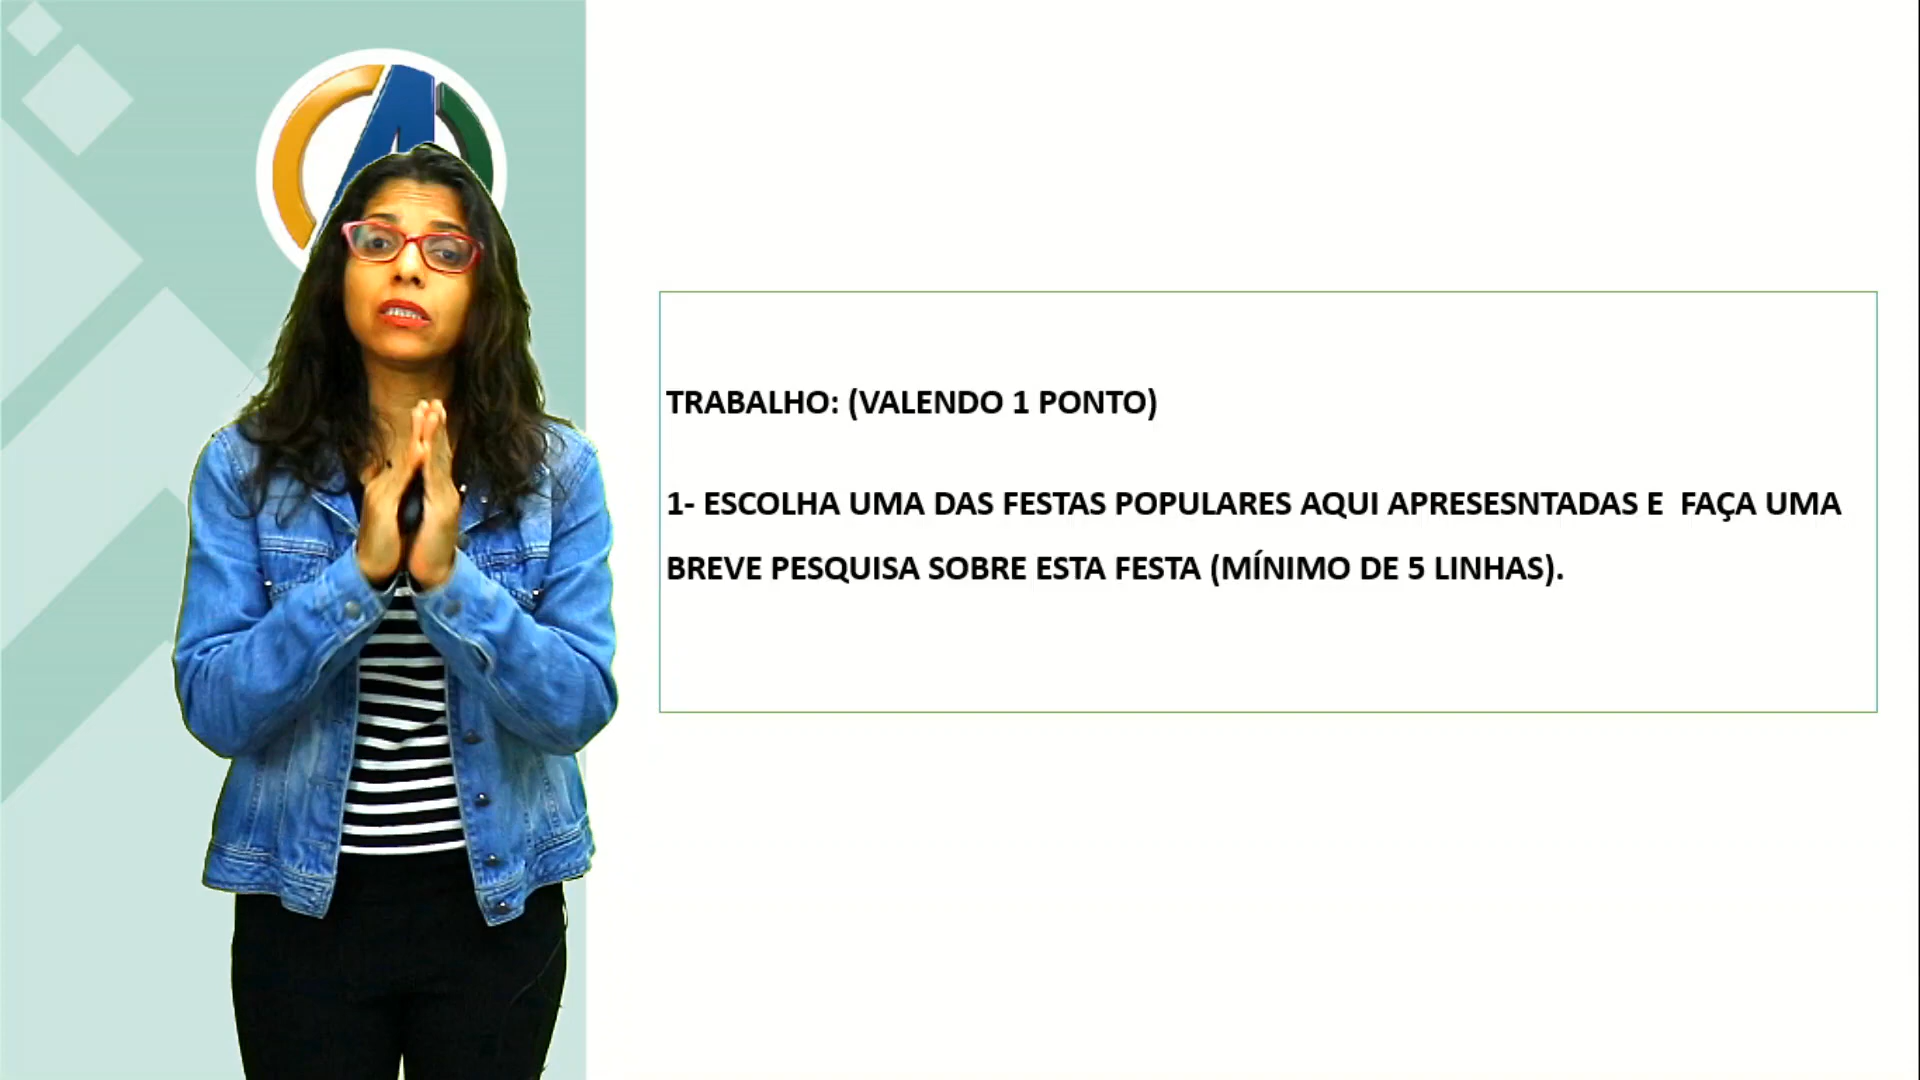 TRABALHO: (VALENDO 1 PONTO)
1- ESCOLHA UMA DAS FESTAS POPULARES AQUI APRESESNTADAS E FAÇA UMA
BREVE PESQUISA SOBRE ESTA FESTA (MÍNIMO DE 5 LINHAS).